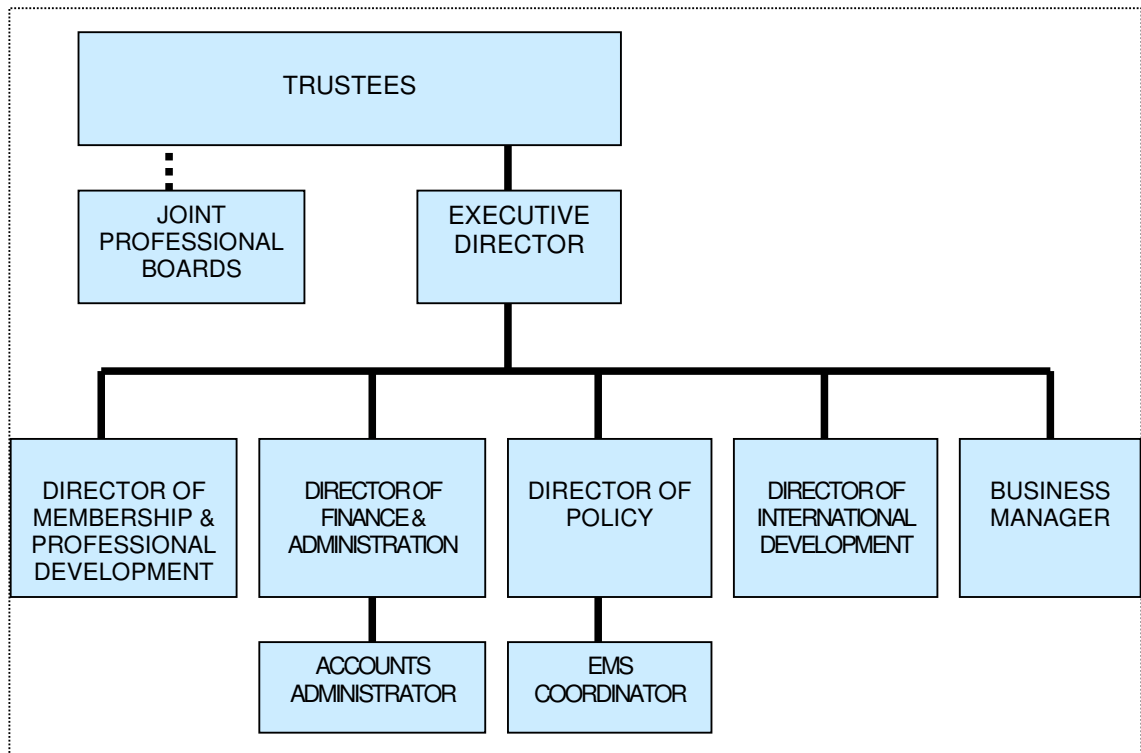 TRUSTEES
JOINT
PROFESSIONAL
BOARDS
EXECUTIVE
DIRECTOR
DIRECTOR OF
MEMBERSHIP &
PROFESSIONAL
DEVELOPMENT
DIRECTOR OF
FINANCE &
ADMINISTRATION
DIRECTOR OF
POLICY
DIRECTOR OF
INTERNATIONAL
DEVELOPMENT
BUSINESS
MANAGER
ACCOUNTS
ADMINISTRATOR
EMS
COORDINATOR